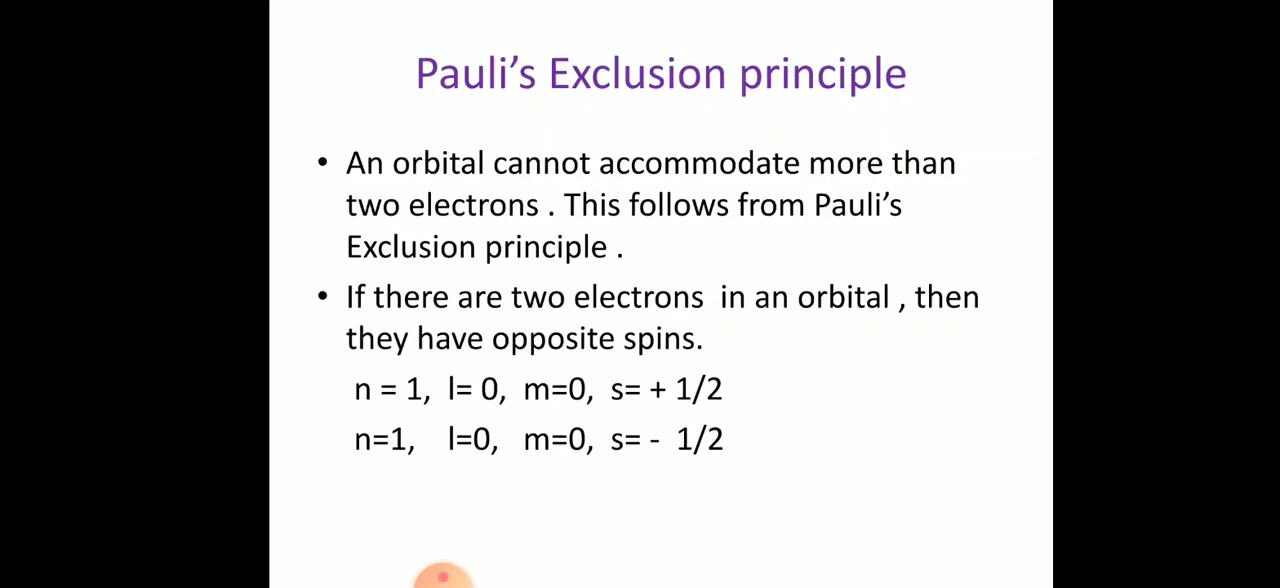 Pauli’s Exclusion principle
• An orbital cannot accommodate more than
two electrons . This follows from Pauli’s
Exclusion principle .
• If there are two electrons  in an orbital , then
they have opposite spins.
n = 1,  l= 0,  m=0,  s= + 1/2
n=1,    l=0,   m=0,  s= -  1/2